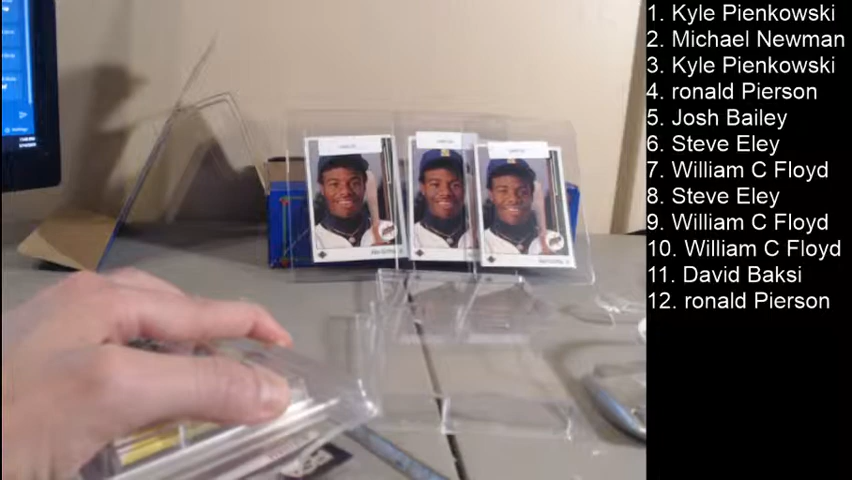 1. Kyle Pienkowski
2. Michael Newman
3. Kyle Pienkowski
4. ronald Pierson
5. Josh Bailey
6. Steve Eley
7. William C Floyd
8. Steve Eley
9. William C Floyd
10. William C Floyd
11. David Baksi
12. ronald Pierson